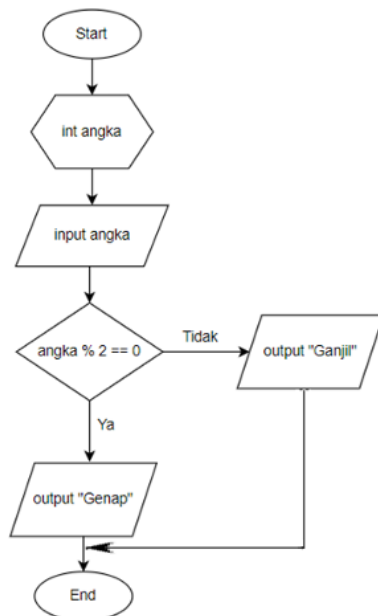 Start
int angka
input angka
angka % 2 == 0
Tidak
output "Ganjil"
Ya
output "Genap"
End